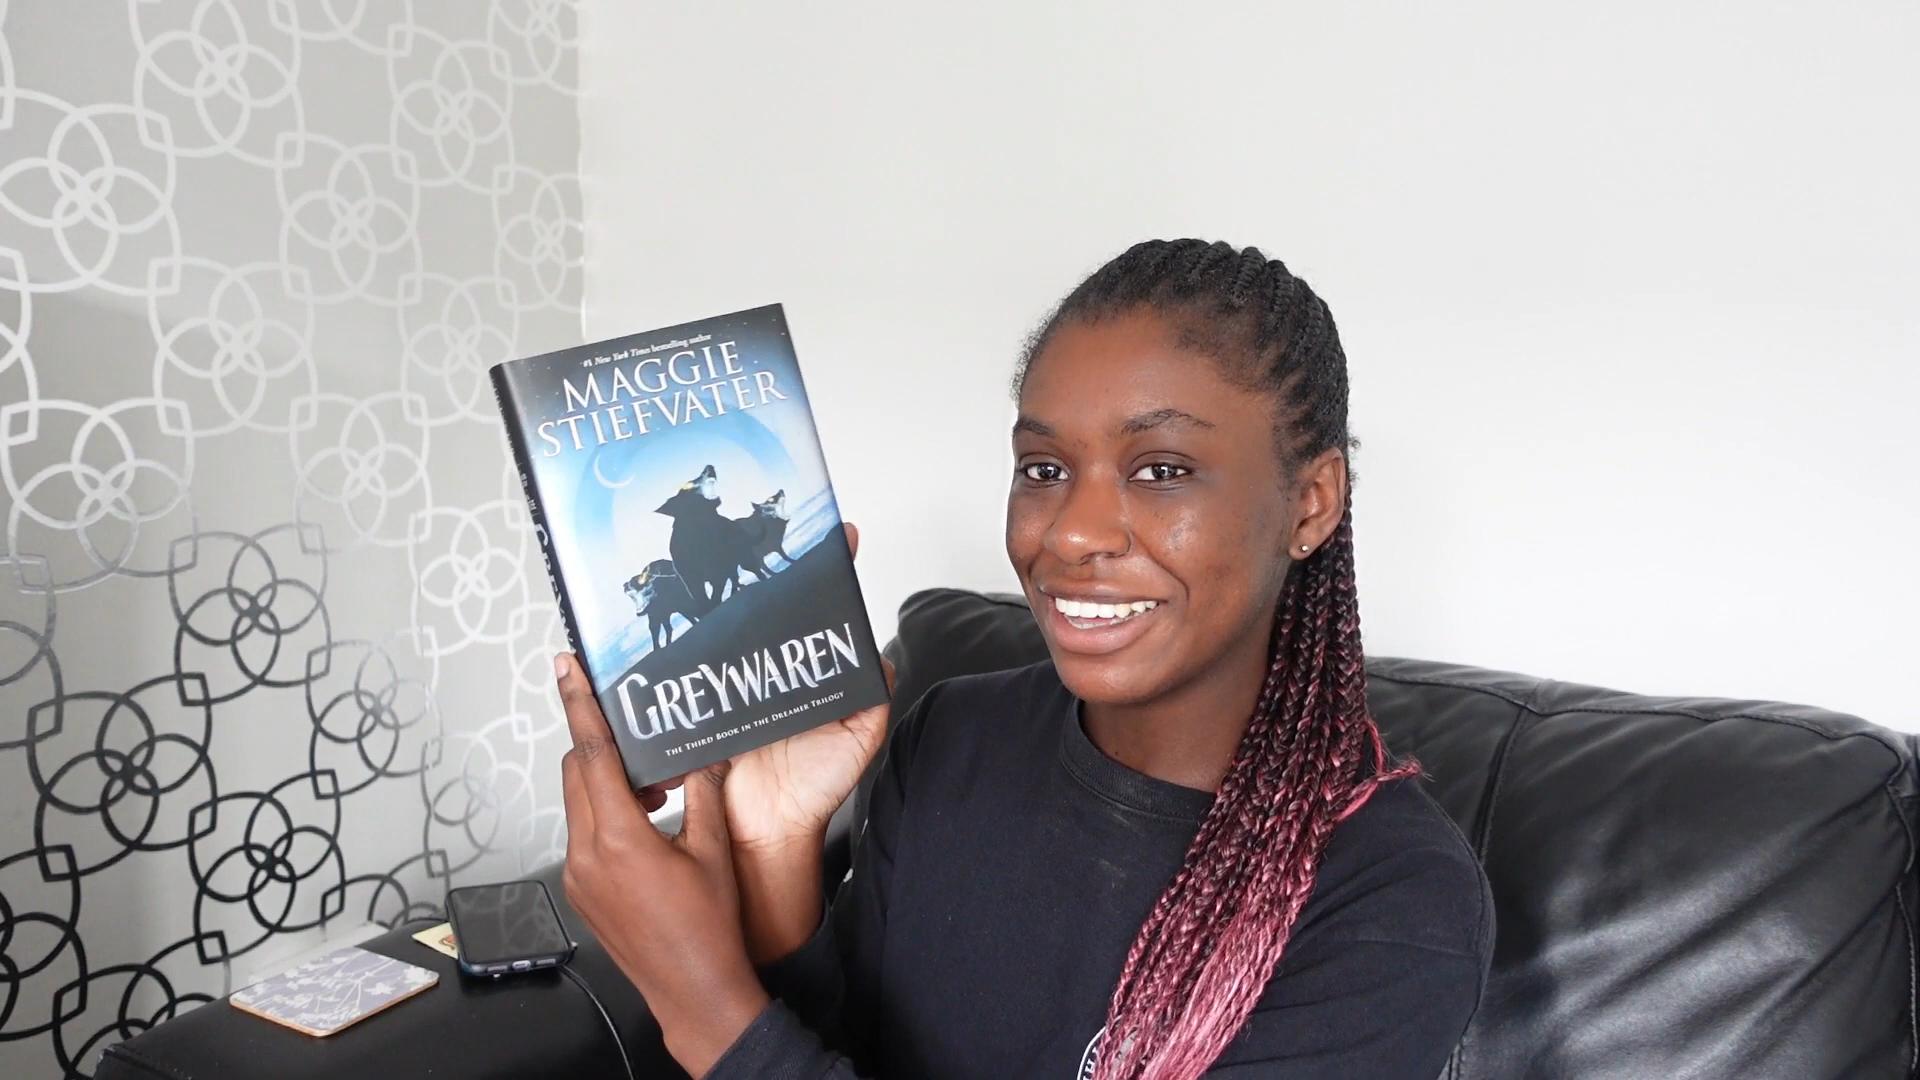 #1 New York Times bestselling author
MAGGIE
STIEFVATER
GREYWAREN
THE THIRD BOOK IN THE DREAMER TRILOGY